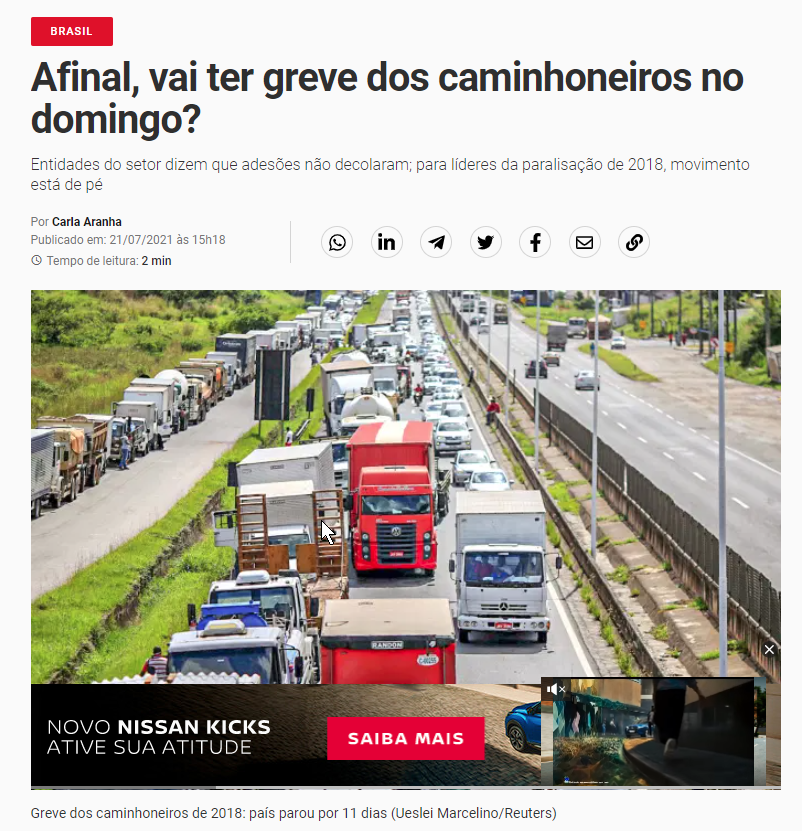 BRASIL
Afinal, vai ter greve dos caminhoneiros no
domingo?
Entidades do setor dizem que adesões não decolaram; para líderes da paralisação de 2018, movimento
está de pé
Por Carla Aranha
Publicado em: 21/07/2021 às 15h18
Tempo de leitura: 2 min
RANDON
NOVO NISSAN KICKS
ATIVE SUA ATITUDE
SAIBA MAIS
Greve dos caminhoneiros de 2018: país parou por 11 dias (Ueslei Marcelino/Reuters)